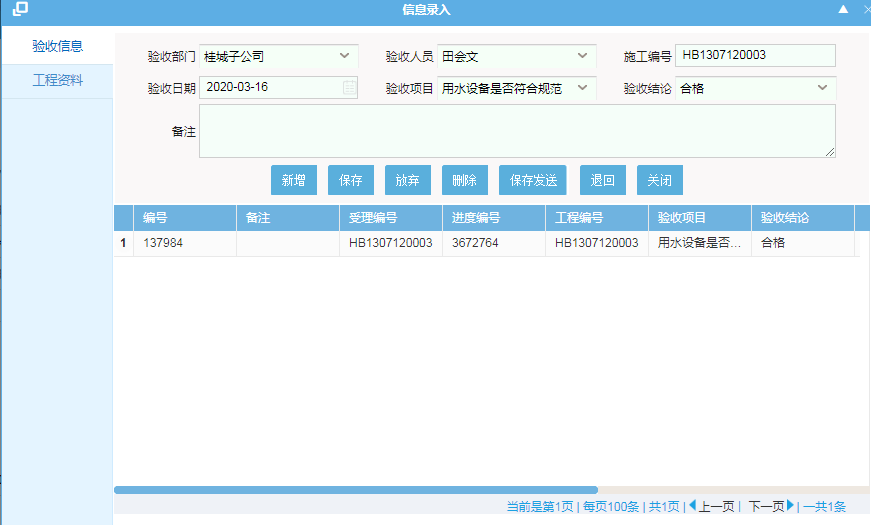 信息录入
验收信息
工程资料
验收部门 桂城子公司 验收人员 田会文 施工编号 HB1307120003
验收日期 2020-03-16 验收项目 用水设备是否符合规范 验收结论 合格
备注
新增 保存 放弃 删除 保存发送 退回 关闭
编号 备注 受理编号 进度编号 工程编号 验收项目 验收结论
1 137984 HB1307120003 3672764 HB1307120003 用水设备是否... 合格
当前是第1页 | 每页100条 | 共1页 | 上一页 | 下一页 | 一共1条